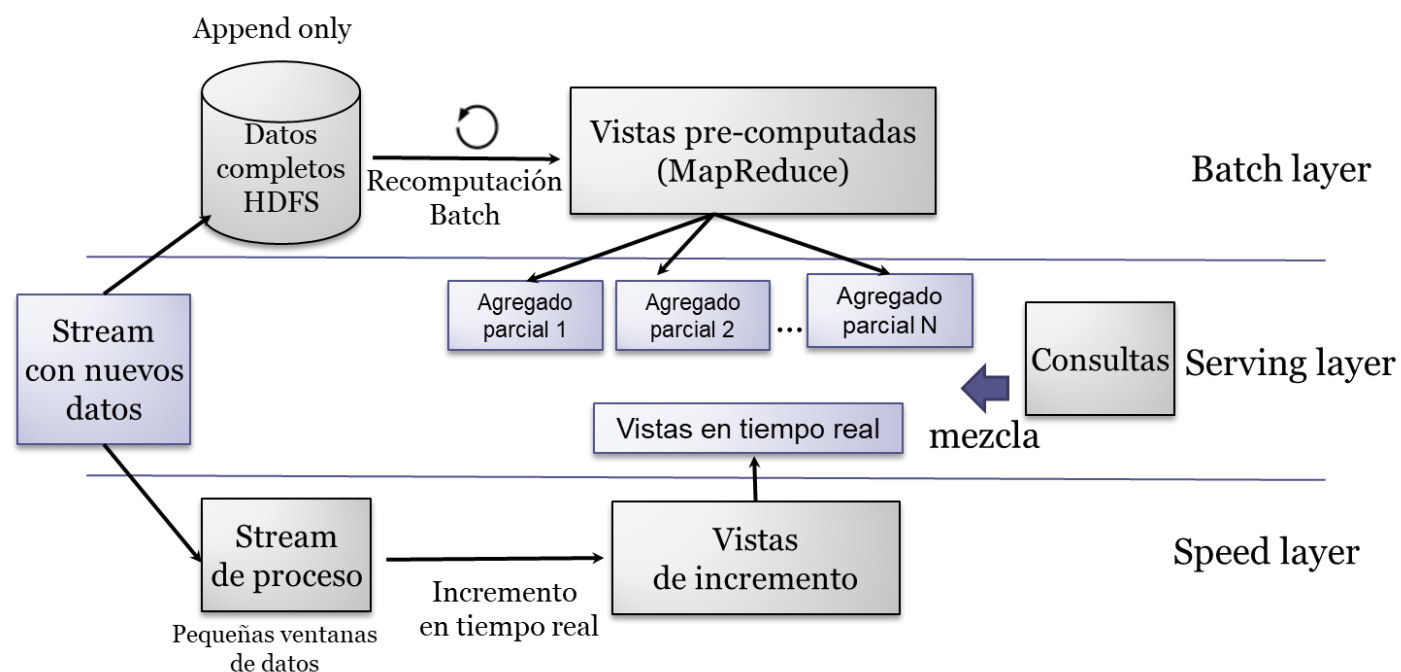 Append only
Datos
completos
HDFS
Recomputación
Batch
Vistas pre-computadas
(MapReduce)
Batch layer
Stream
con nuevos
datos
Agregado
parcial 1
Agregado
parcial 2
...
Agregado
parcial N
Consultas
Serving layer
mezcla
Vistas en tiempo real
Stream
de proceso
Pequeñas ventanas
de datos
Incremento
en tiempo real
Vistas
de incremento
Speed layer